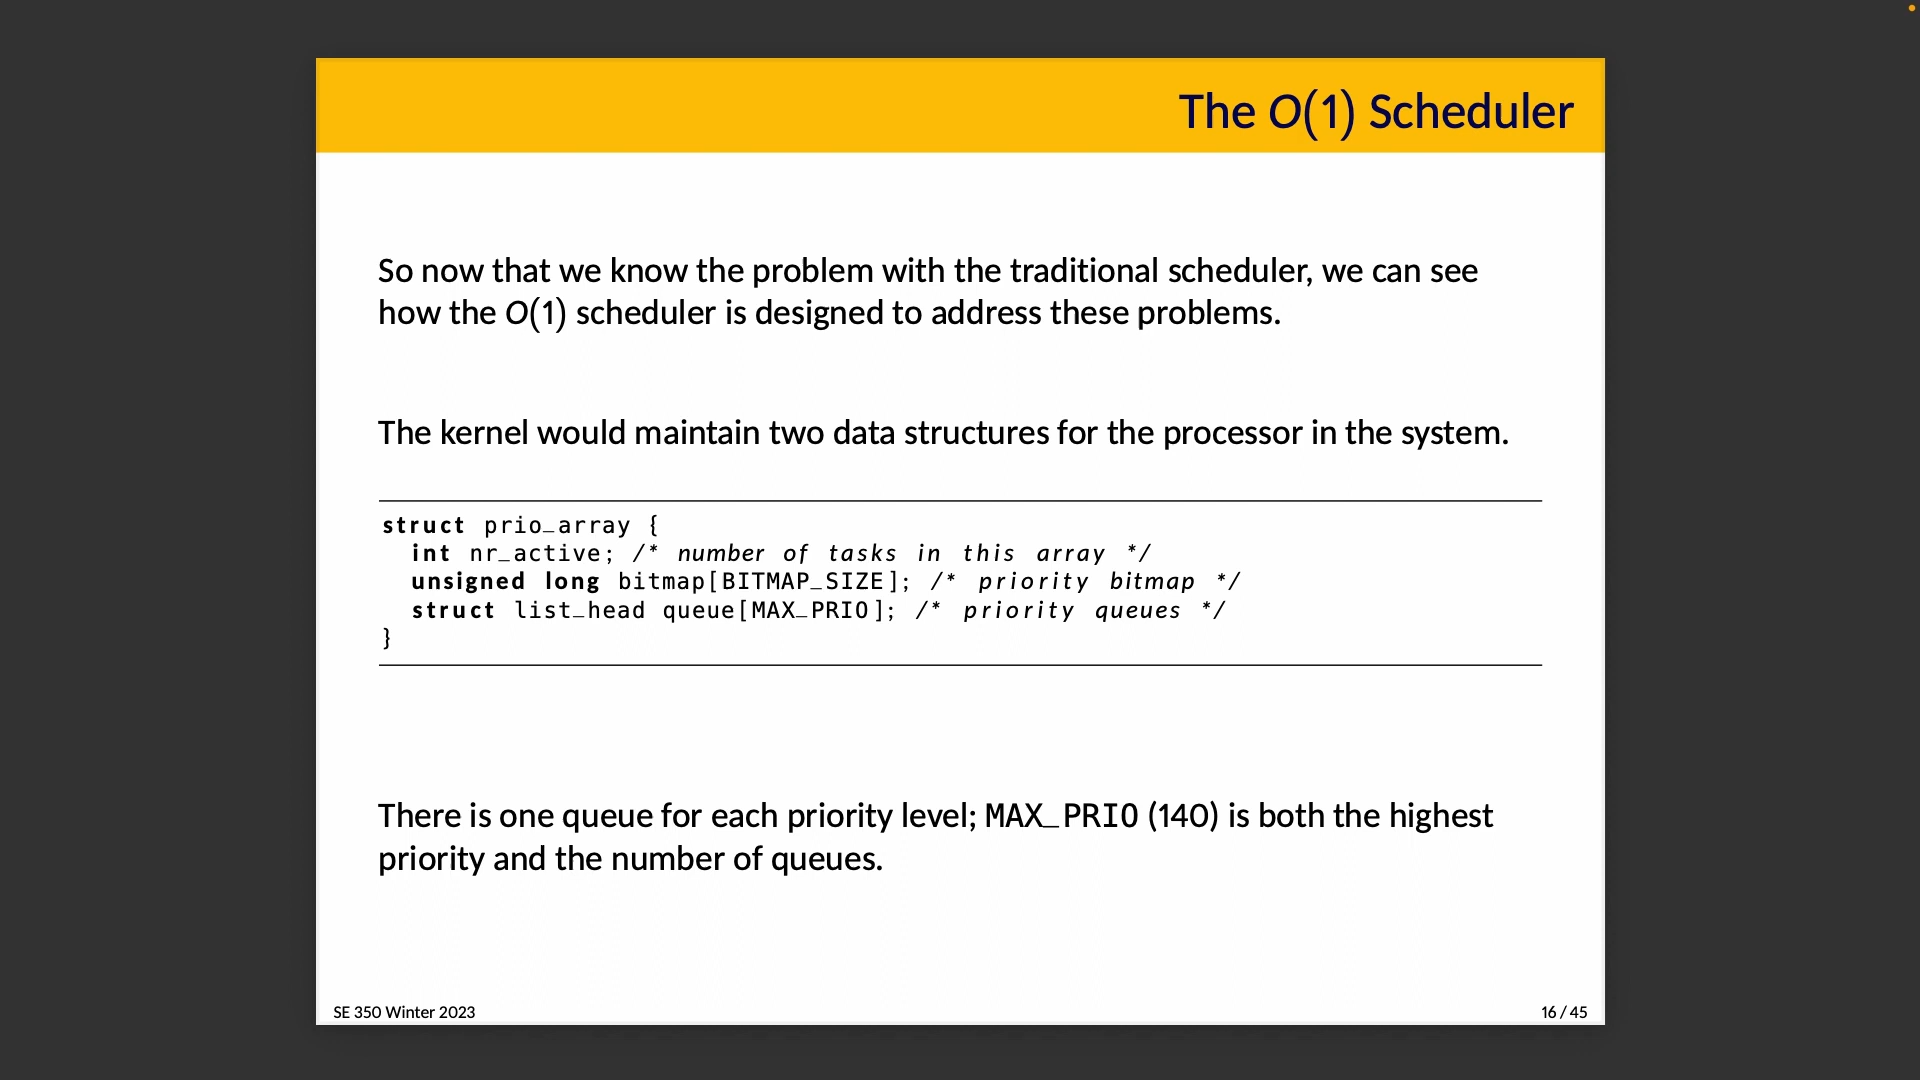 The O(1) Scheduler
So now that we know the problem with the traditional scheduler, we can see
how the O(1) scheduler is designed to address these problems.
The kernel would maintain two data structures for the processor in the system.
struct prio_array {
int nr_active; /* number of tasks in this array */
unsigned long bitmap[BITMAP_SIZE]; /* priority bitmap */
struct list_head queue[MAX_PRIO]; /* priority queues */
}
There is one queue for each priority level; MAX_PRIO (140) is both the highest
priority and the number of queues.
SE 350 Winter 2023
16 / 45